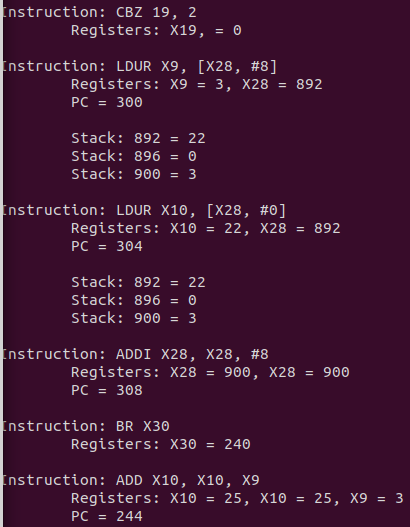 Instruction: CBZ 19, 2
Registers: X19, = 0
Instruction: LDUR X9, [X28, #8]
Registers: X9 = 3, X28 = 892
PC = 300
Stack: 892 = 22
Stack: 896 = 0
Stack: 900 = 3
Instruction: LDUR X10, [X28, #0]
Registers: X10 = 22, X28 = 892
PC = 304
Stack: 892 = 22
Stack: 896 = 0
Stack: 900 = 3
Instruction: ADDI X28, X28, #8
Registers: X28 = 900, X28 = 900
PC = 308
Instruction: BR X30
Registers: X30 = 240
Instruction: ADD X10, X10, X9
Registers: X10 = 25, X10 = 25, X9 = 3
PC = 244